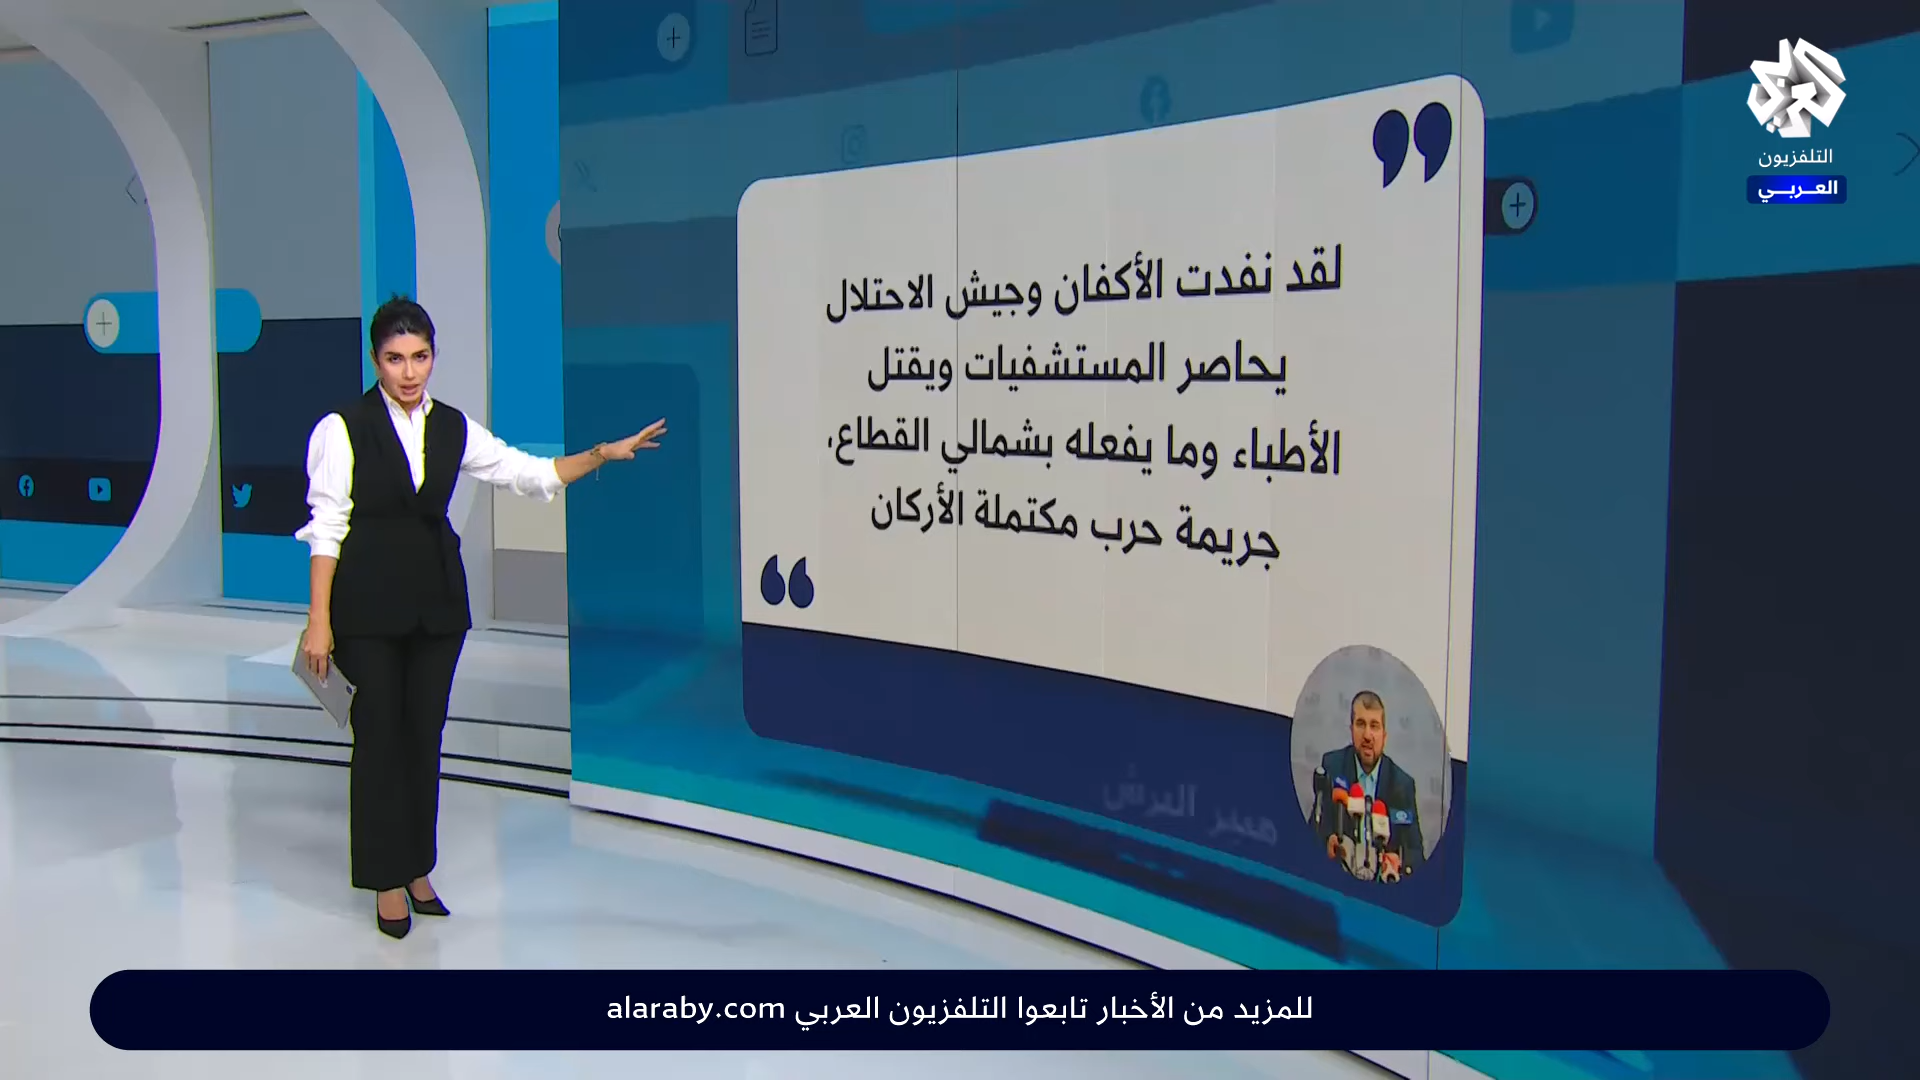 التلفزيون
العربي
لقد نفدت الأكفان وجيش الاحتلال
يحاصر المستشفيات ويقتل
الأطباء وما يفعله بشمالي القطاع،
جريمة حرب مكتملة الأركان
البرش
للمزيد من الأخبار تابعوا التلفزيون العربي alaraby.com